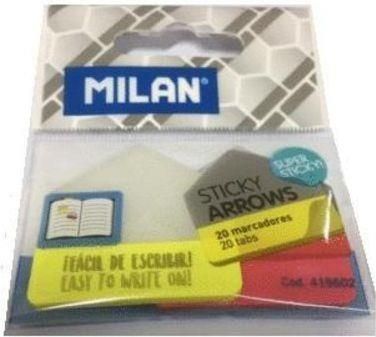 MILAN®
SUPER
STICKY!
STICKY
ARROWS
20 marcadores
20 tabs
¡FÁCIL DE ESCRIBIR!
EASY TO WRITE ON!
Cod. 415602